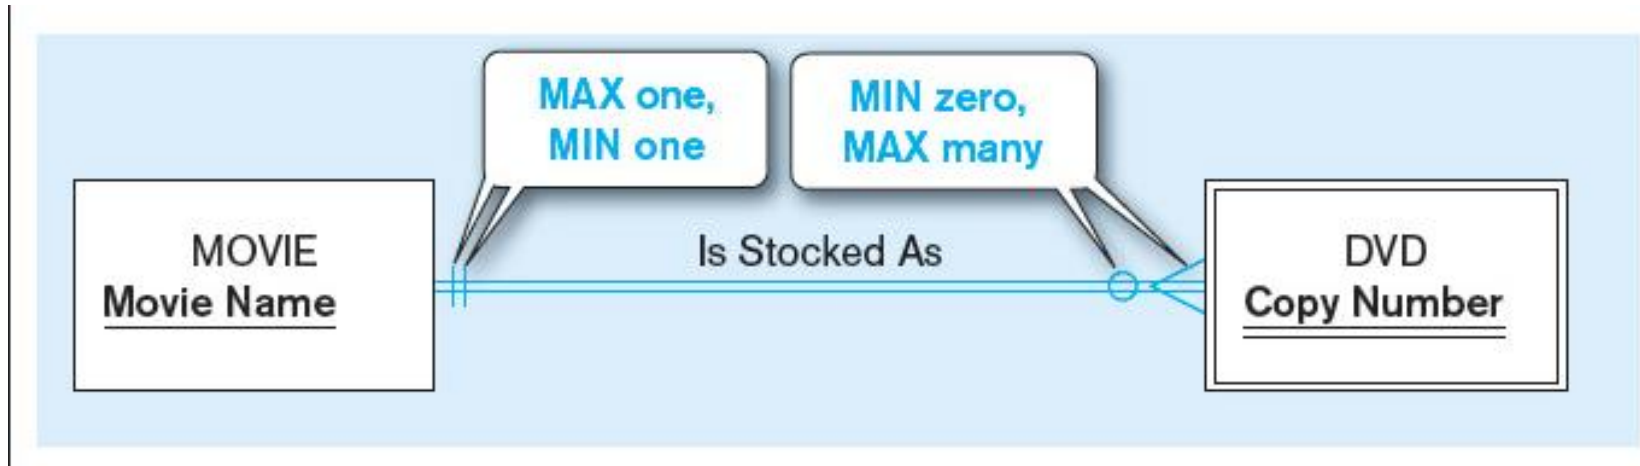 MAX one,
MIN one
MIN zero,
MAX many
MOVIE
Movie Name
Is Stocked As
DVD
Copy Number